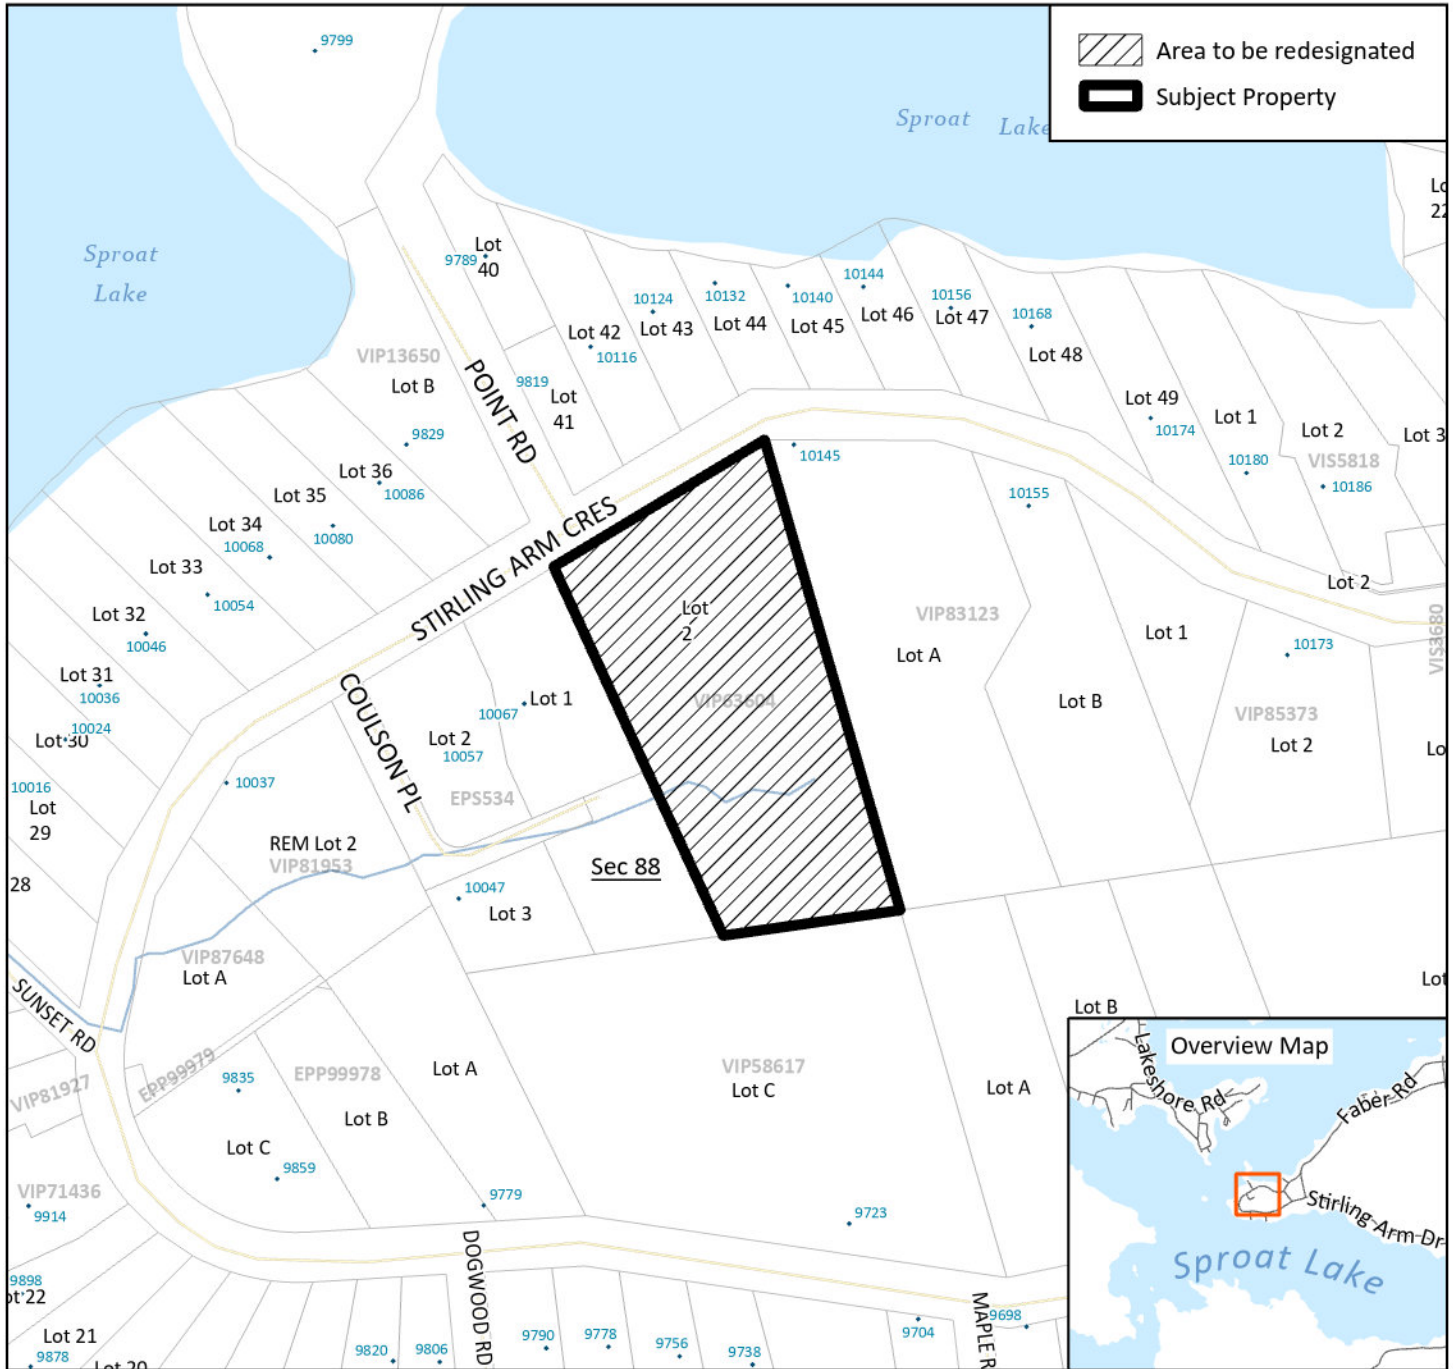 9799
Area to be redesignated
Subject Property
Sproat Lake
Sproat
Lake
Lot
40
9789
10124
10132
10140
10144
10156
10168
Lot 42
Lot 43
Lot 44
Lot 45
Lot 46
Lot 47
Lot 48
10116
VIP13650
Lot B
POINT RD
9819
Lot
41
Lot 49
10174
Lot 1
Lot 2
Lot 3
VIS5818
10180
10186
9829
Lot 36
10086
Lot 35
10080
Lot 34
10068
Lot 33
10054
Lot 32
10046
Lot 31
10036
10024
Lot 30
10016
Lot
29
28
STIRLING ARM CRES
10145
10155
Lot
2
VIP63604
VIP83123
Lot A
Lot B
Lot 1
Lot 2
VIS3680
10173
VIP85373
Lot 2
Lo
COULSON PL
Lot 1
10067
Lot 2
10057
EPS534
10037
REM Lot 2
VIP81953
Sec 88
10047
Lot 3
VIP87648
Lot A
SUNSET RD
VIP81927
EPP99979
EPP99978
9835
Lot A
Lot B
Lot C
9859
VIP58617
Lot C
Lot A
Lot B
Lot
VIP71436
9914
9779
9723
9898
ot 22
Lot 21
9878
Lot 20
DOGWOOD RD
9820
9806
9790
9778
9756
9738
9704
9698
MAPLE R
Overview Map
Lakeshore Rd
Faber Rd
Stirling Arm Dr
Sproat Lake